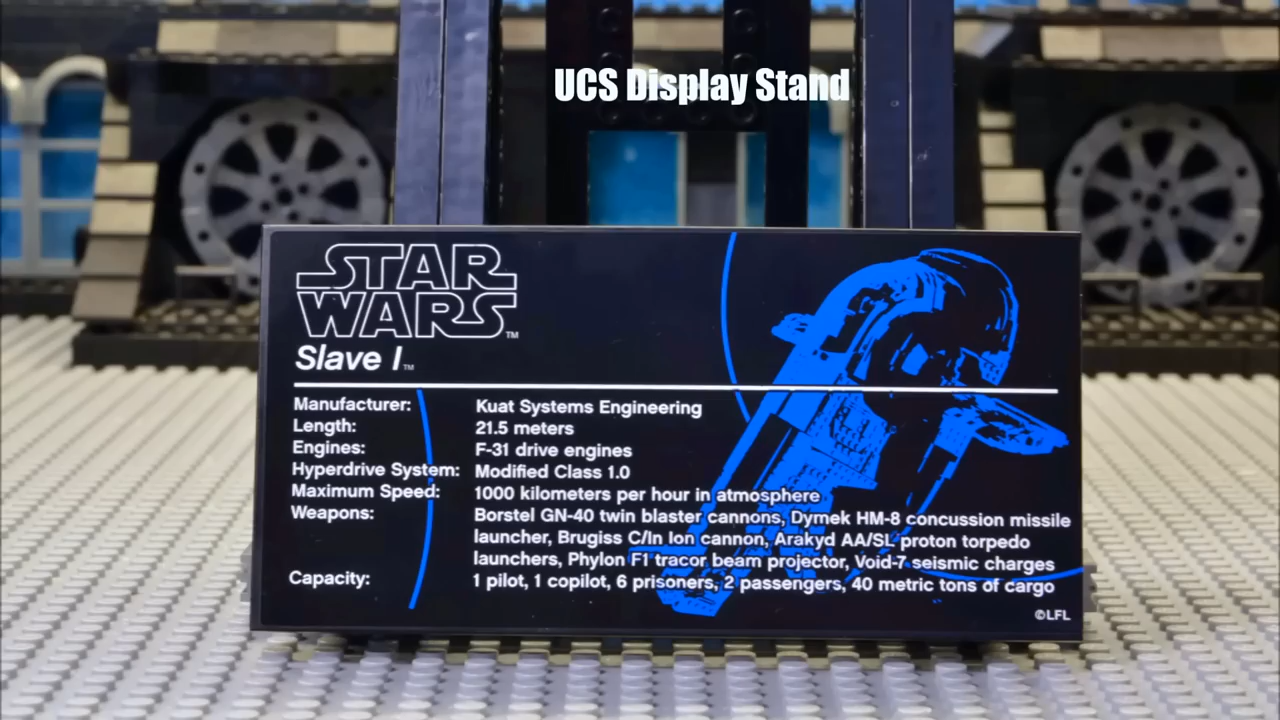 UCS Display Stand
STAR
WARS™
Slave I™
Manufacturer: Kuat Systems Engineering
Length: 21.5 meters
Engines: F-31 drive engines
Hyperdrive System: Modified Class 1.0
Maximum Speed: 1000 kilometers per hour in atmosphere
Weapons: Borstel GN-40 twin blaster cannons, Dymek HM-8 concussion missile
launcher, Brugiss C/In Ion cannon, Arakyd AA/SL proton torpedo
launchers, Phylon F1 tracor beam projector, Void-7 seismic charges
Capacity: 1 pilot, 1 copilot, 6 prisoners, 2 passengers, 40 metric tons of cargo
©LFL